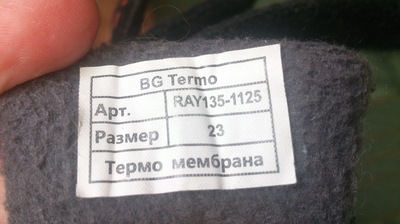 BG Termo
Арт. RAY135-1125
Размер 23
Термо мембрана